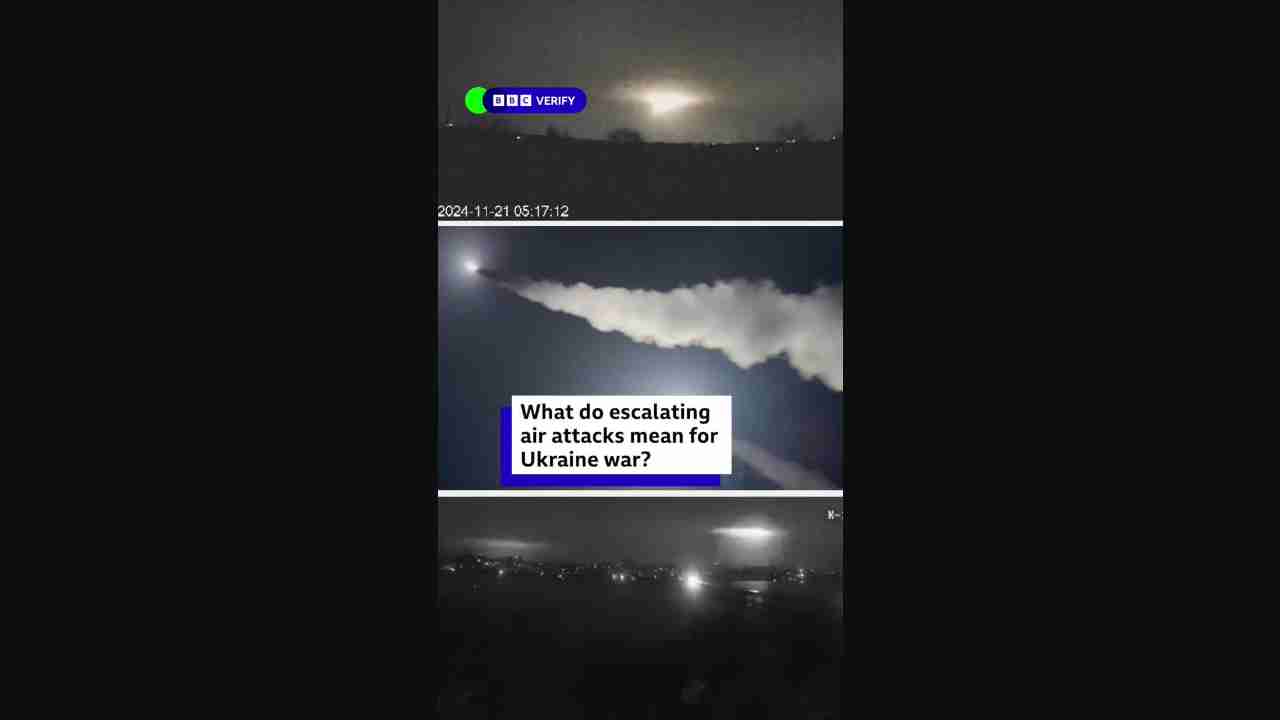 BBC VERIFY
2024-11-21 05:17:12
What do escalating
air attacks mean for
Ukraine war?